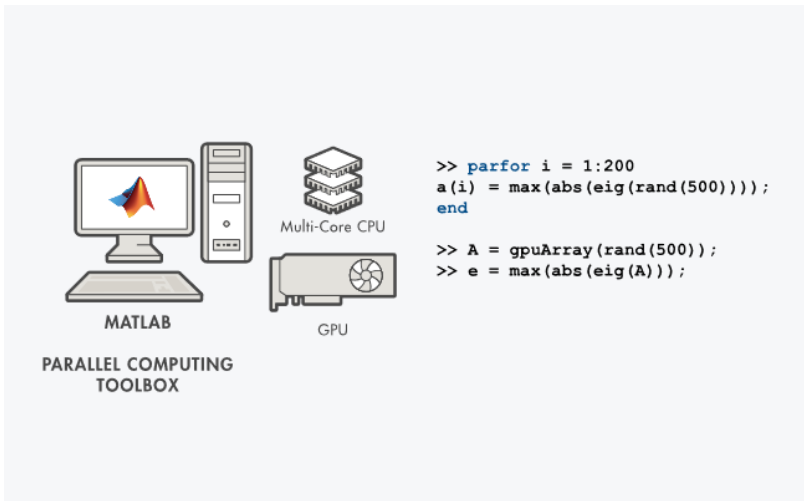 MATLAB
PARALLEL COMPUTING
TOOLBOX
Multi-Core CPU
GPU
>> parfor i = 1:200
a(i) = max(abs(eig(rand(500))));
end
>> A = gpuArray(rand(500));
>> e = max(abs(eig(A)));